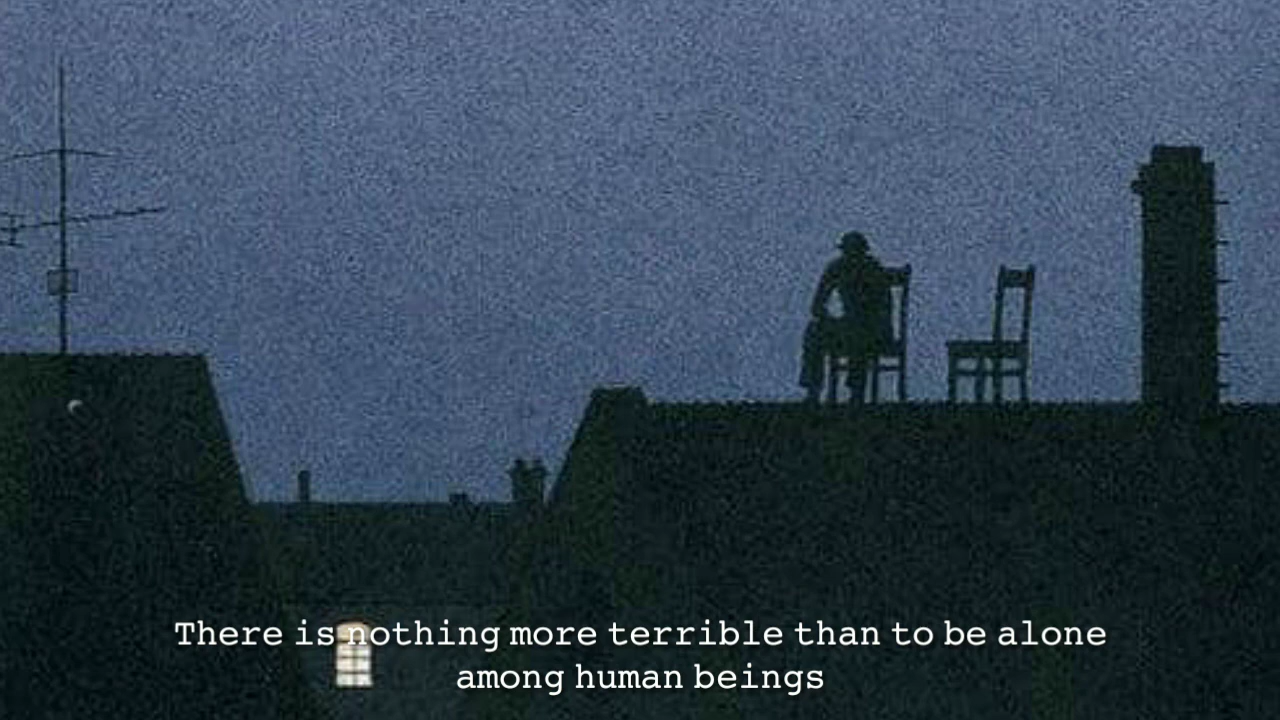 There is nothing more terrible than to be alone
among human beings